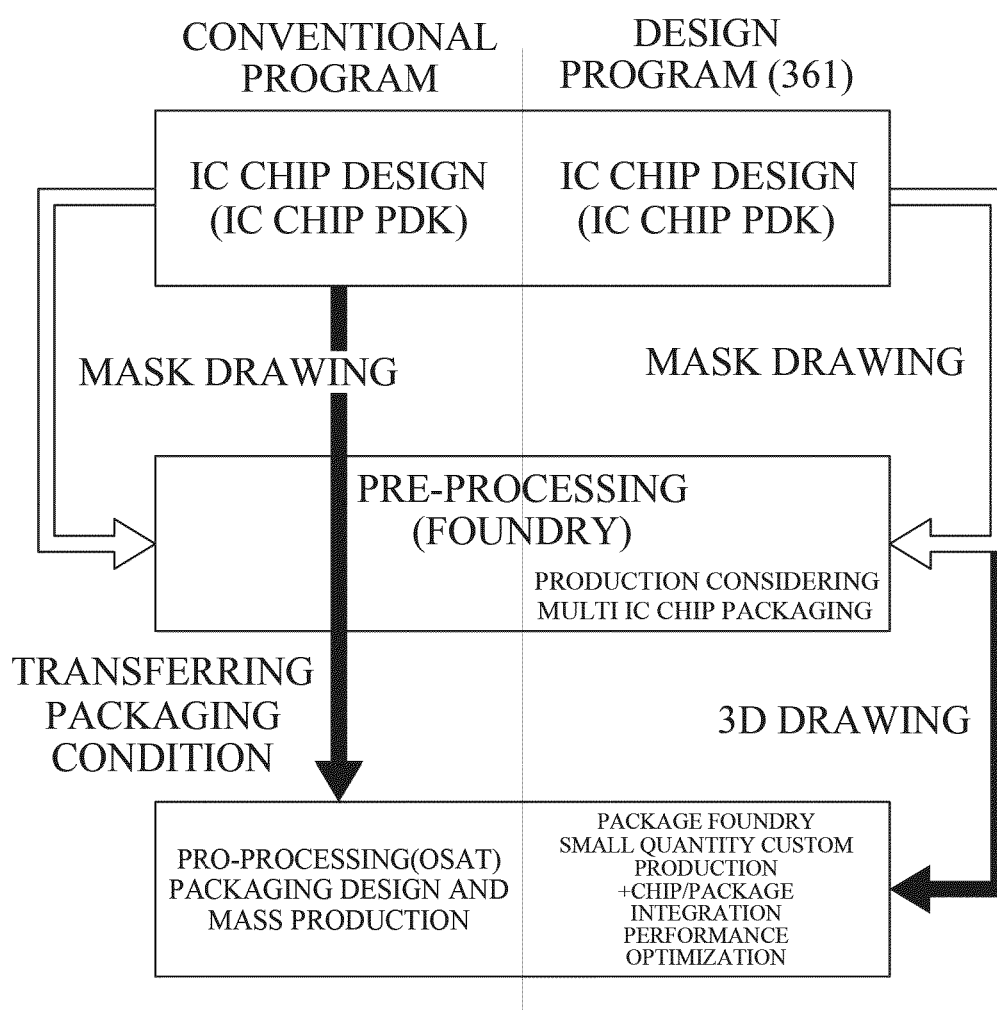 CONVENTIONAL
PROGRAM
DESIGN
PROGRAM (361)
IC CHIP DESIGN
(IC CHIP PDK)
IC CHIP DESIGN
(IC CHIP PDK)
MASK DRAWING
MASK DRAWING
PRE-PROCESSING
(FOUNDRY)
PRODUCTION CONSIDERING
MULTI IC CHIP PACKAGING
TRANSFERRING
PACKAGING
CONDITION
3D DRAWING
PRO-PROCESSING(OSAT)
PACKAGING DESIGN AND
MASS PRODUCTION
PACKAGE FOUNDRY
SMALL QUANTITY CUSTOM
PRODUCTION
+CHIP/PACKAGE
INTEGRATION
PERFORMANCE
OPTIMIZATION